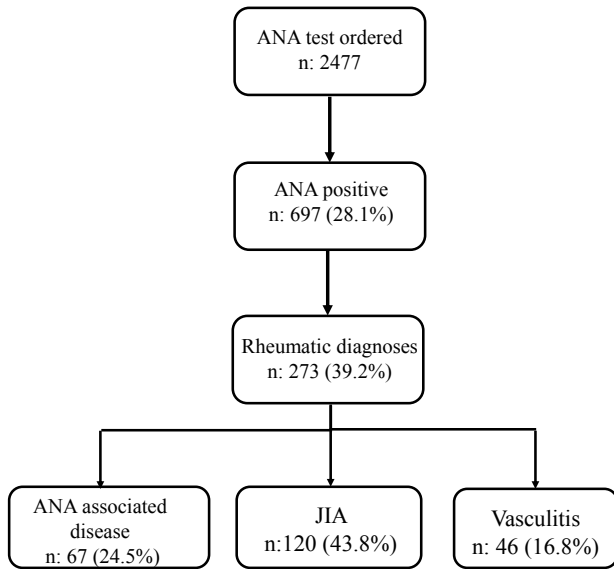 ANA test ordered
n: 2477
ANA positive
n: 697 (28.1%)
Rheumatic diagnoses
n: 273 (39.2%)
ANA associated
disease
n: 67 (24.5%)
JIA
n:120 (43.8%)
Vasculitis
n: 46 (16.8%)